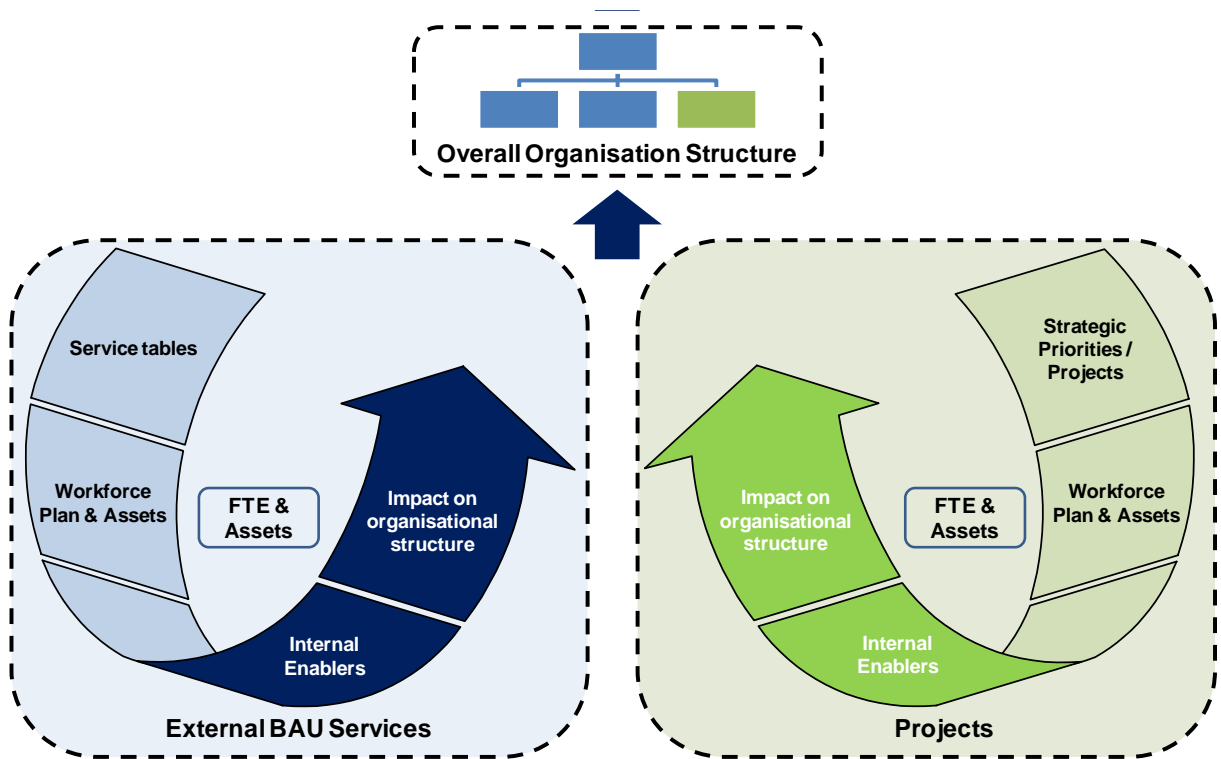 Overall Organisation Structure
Service tables
Workforce
Plan & Assets
FTE &
Assets
Impact on
organisational
structure
Internal
Enablers
External BAU Services
Strategic
Priorities /
Projects
Workforce
Plan & Assets
FTE &
Assets
Impact on
organisational
structure
Internal
Enablers
Projects